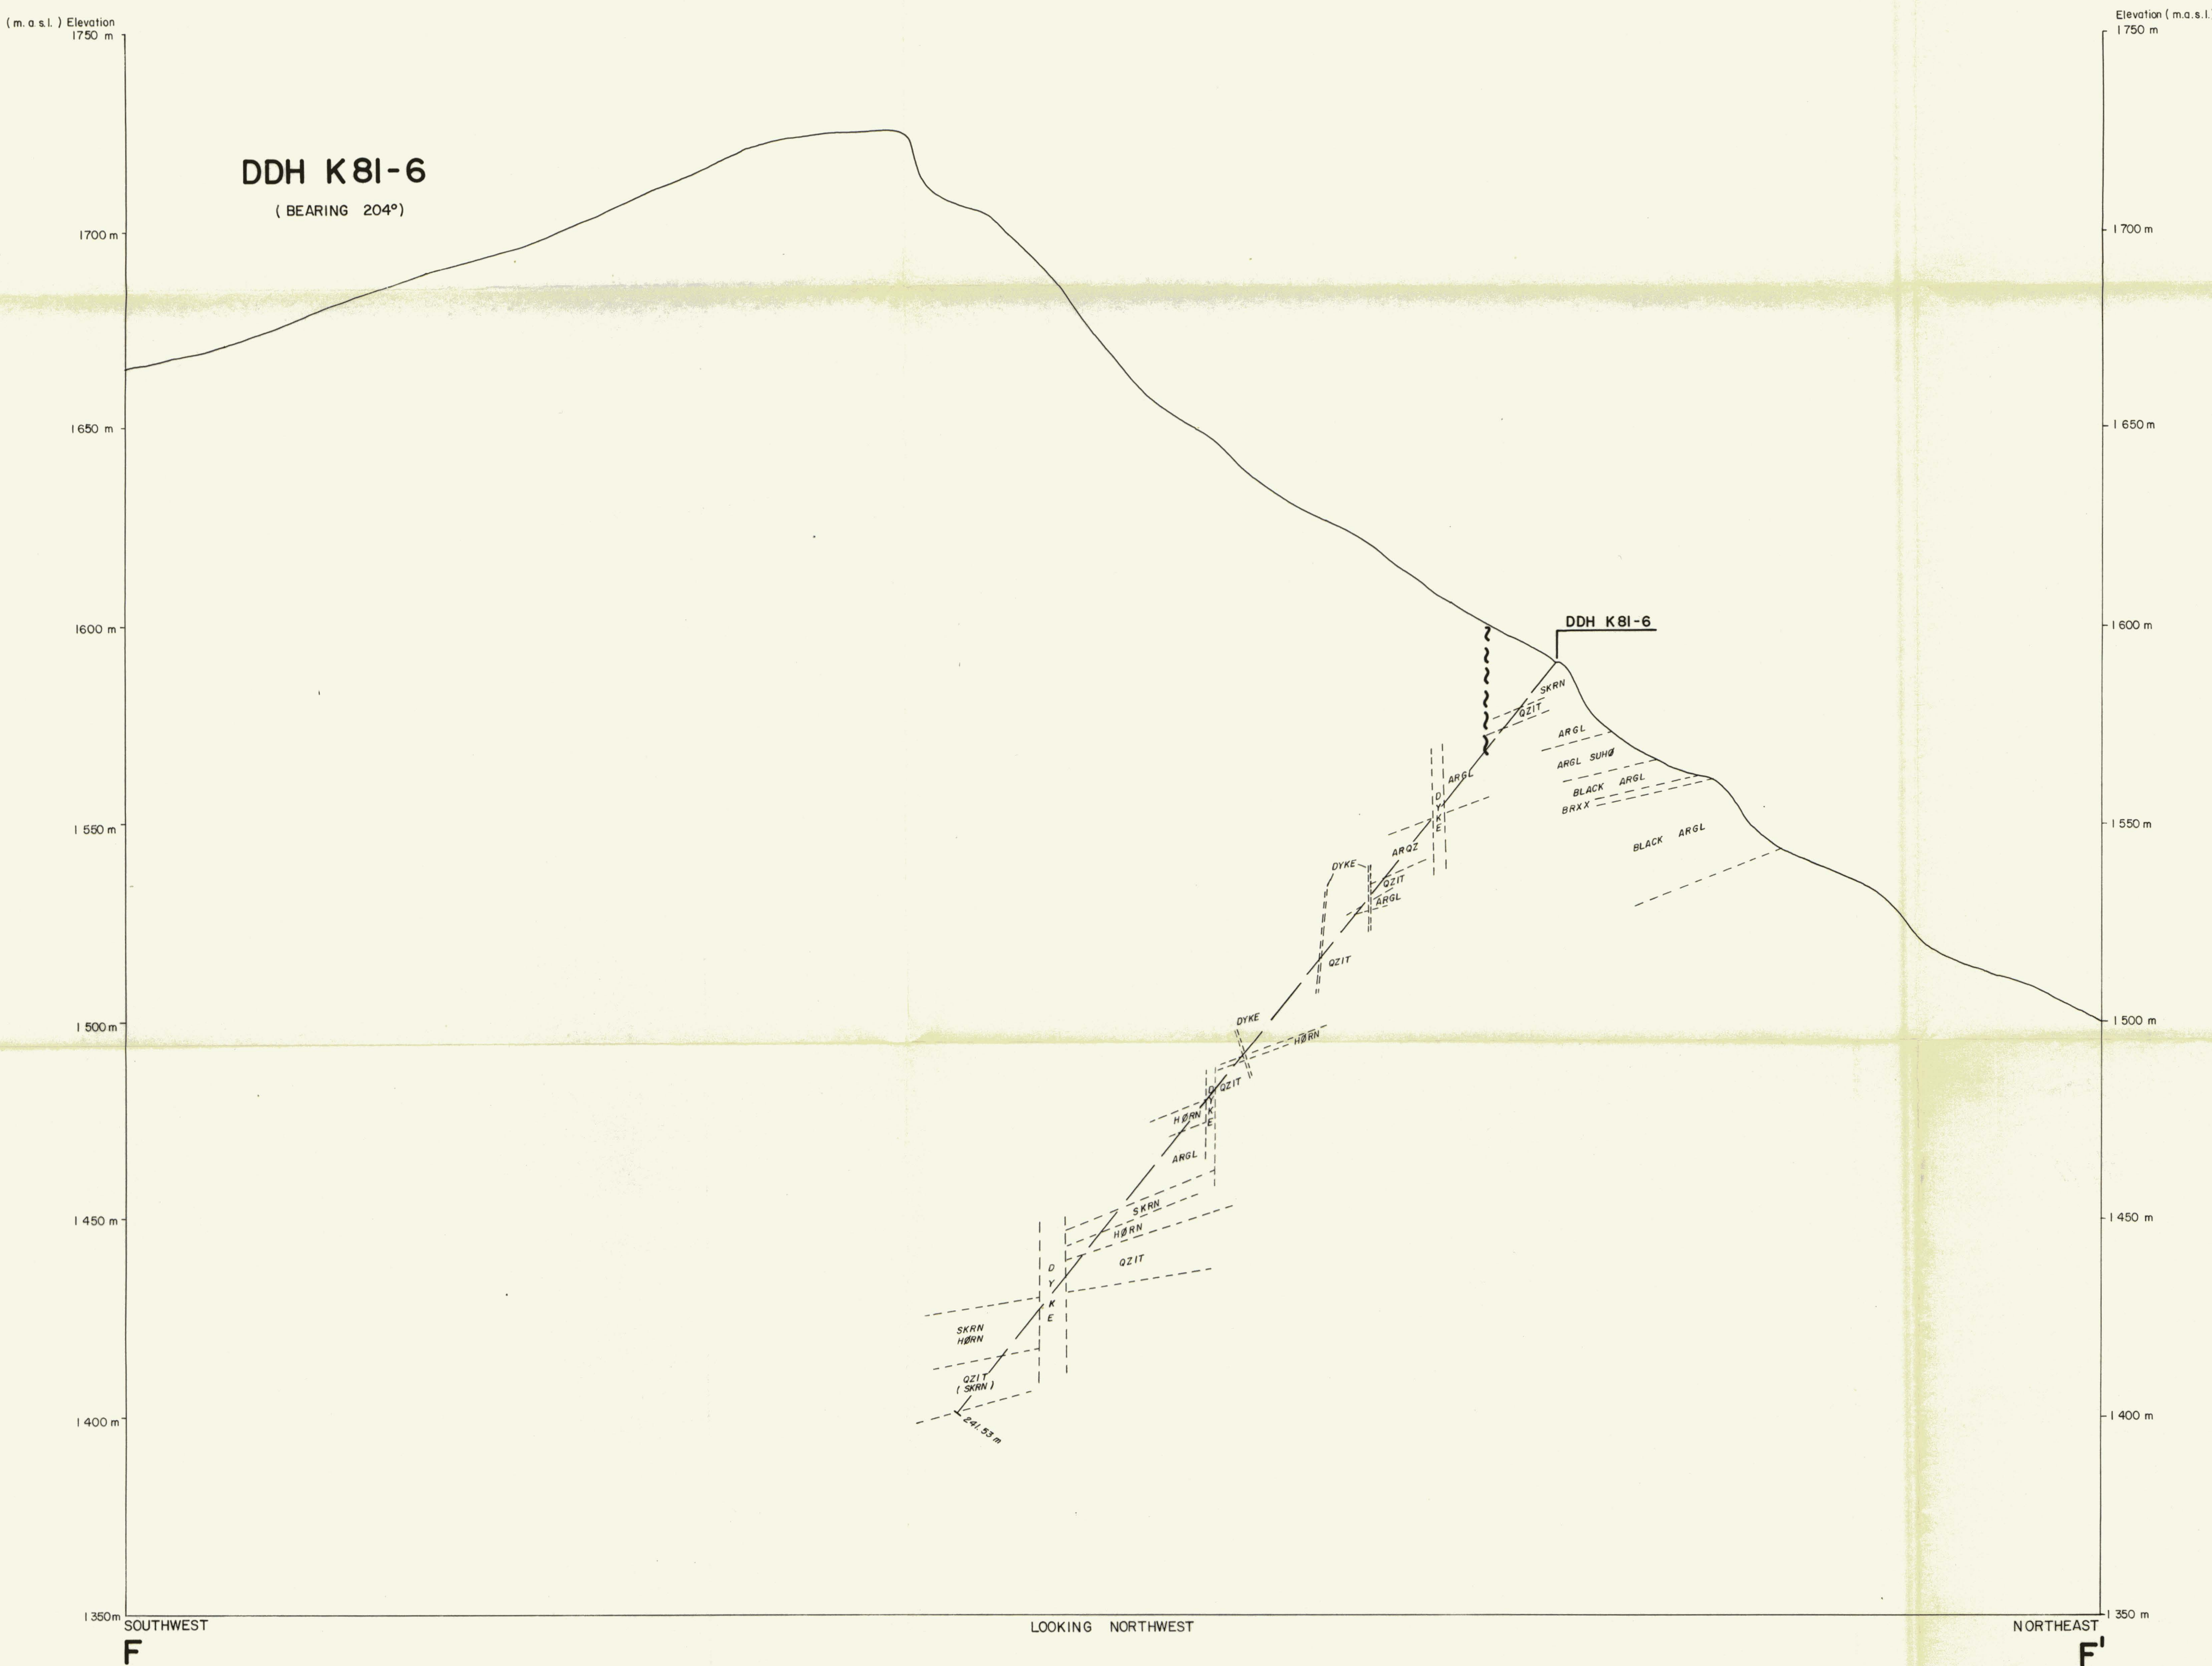 ( m. a s.l. ) Elevation
Elevation ( m.a.s.l.
1750 m
1750 m
DDH K81-6
( BEARING 204° )
1700 m
1700 m
1650 m
1650 m
1600 m
1600 m
DDH K81-6
SKRN
QZIT
ARGL
ARGL SUHØ
BLACK ARGL
BRXX
BLACK ARGL
ARGL
DYKE
1550 m
1550 m
ARQZ
DYKE
QZIT
ARGL
QZIT
1500 m
1500 m
DYKE
HØRN
QZIT
DYKE
HØRN
ARGL
1450 m
1450 m
SKRN
HØRN
QZIT
DYKE
SKRN
HØRN
QZIT
( SKRN )
1400 m
1400 m
241.53 m
1350m
1350 m
SOUTHWEST
LOOKING NORTHWEST
NORTHEAST
F
F'